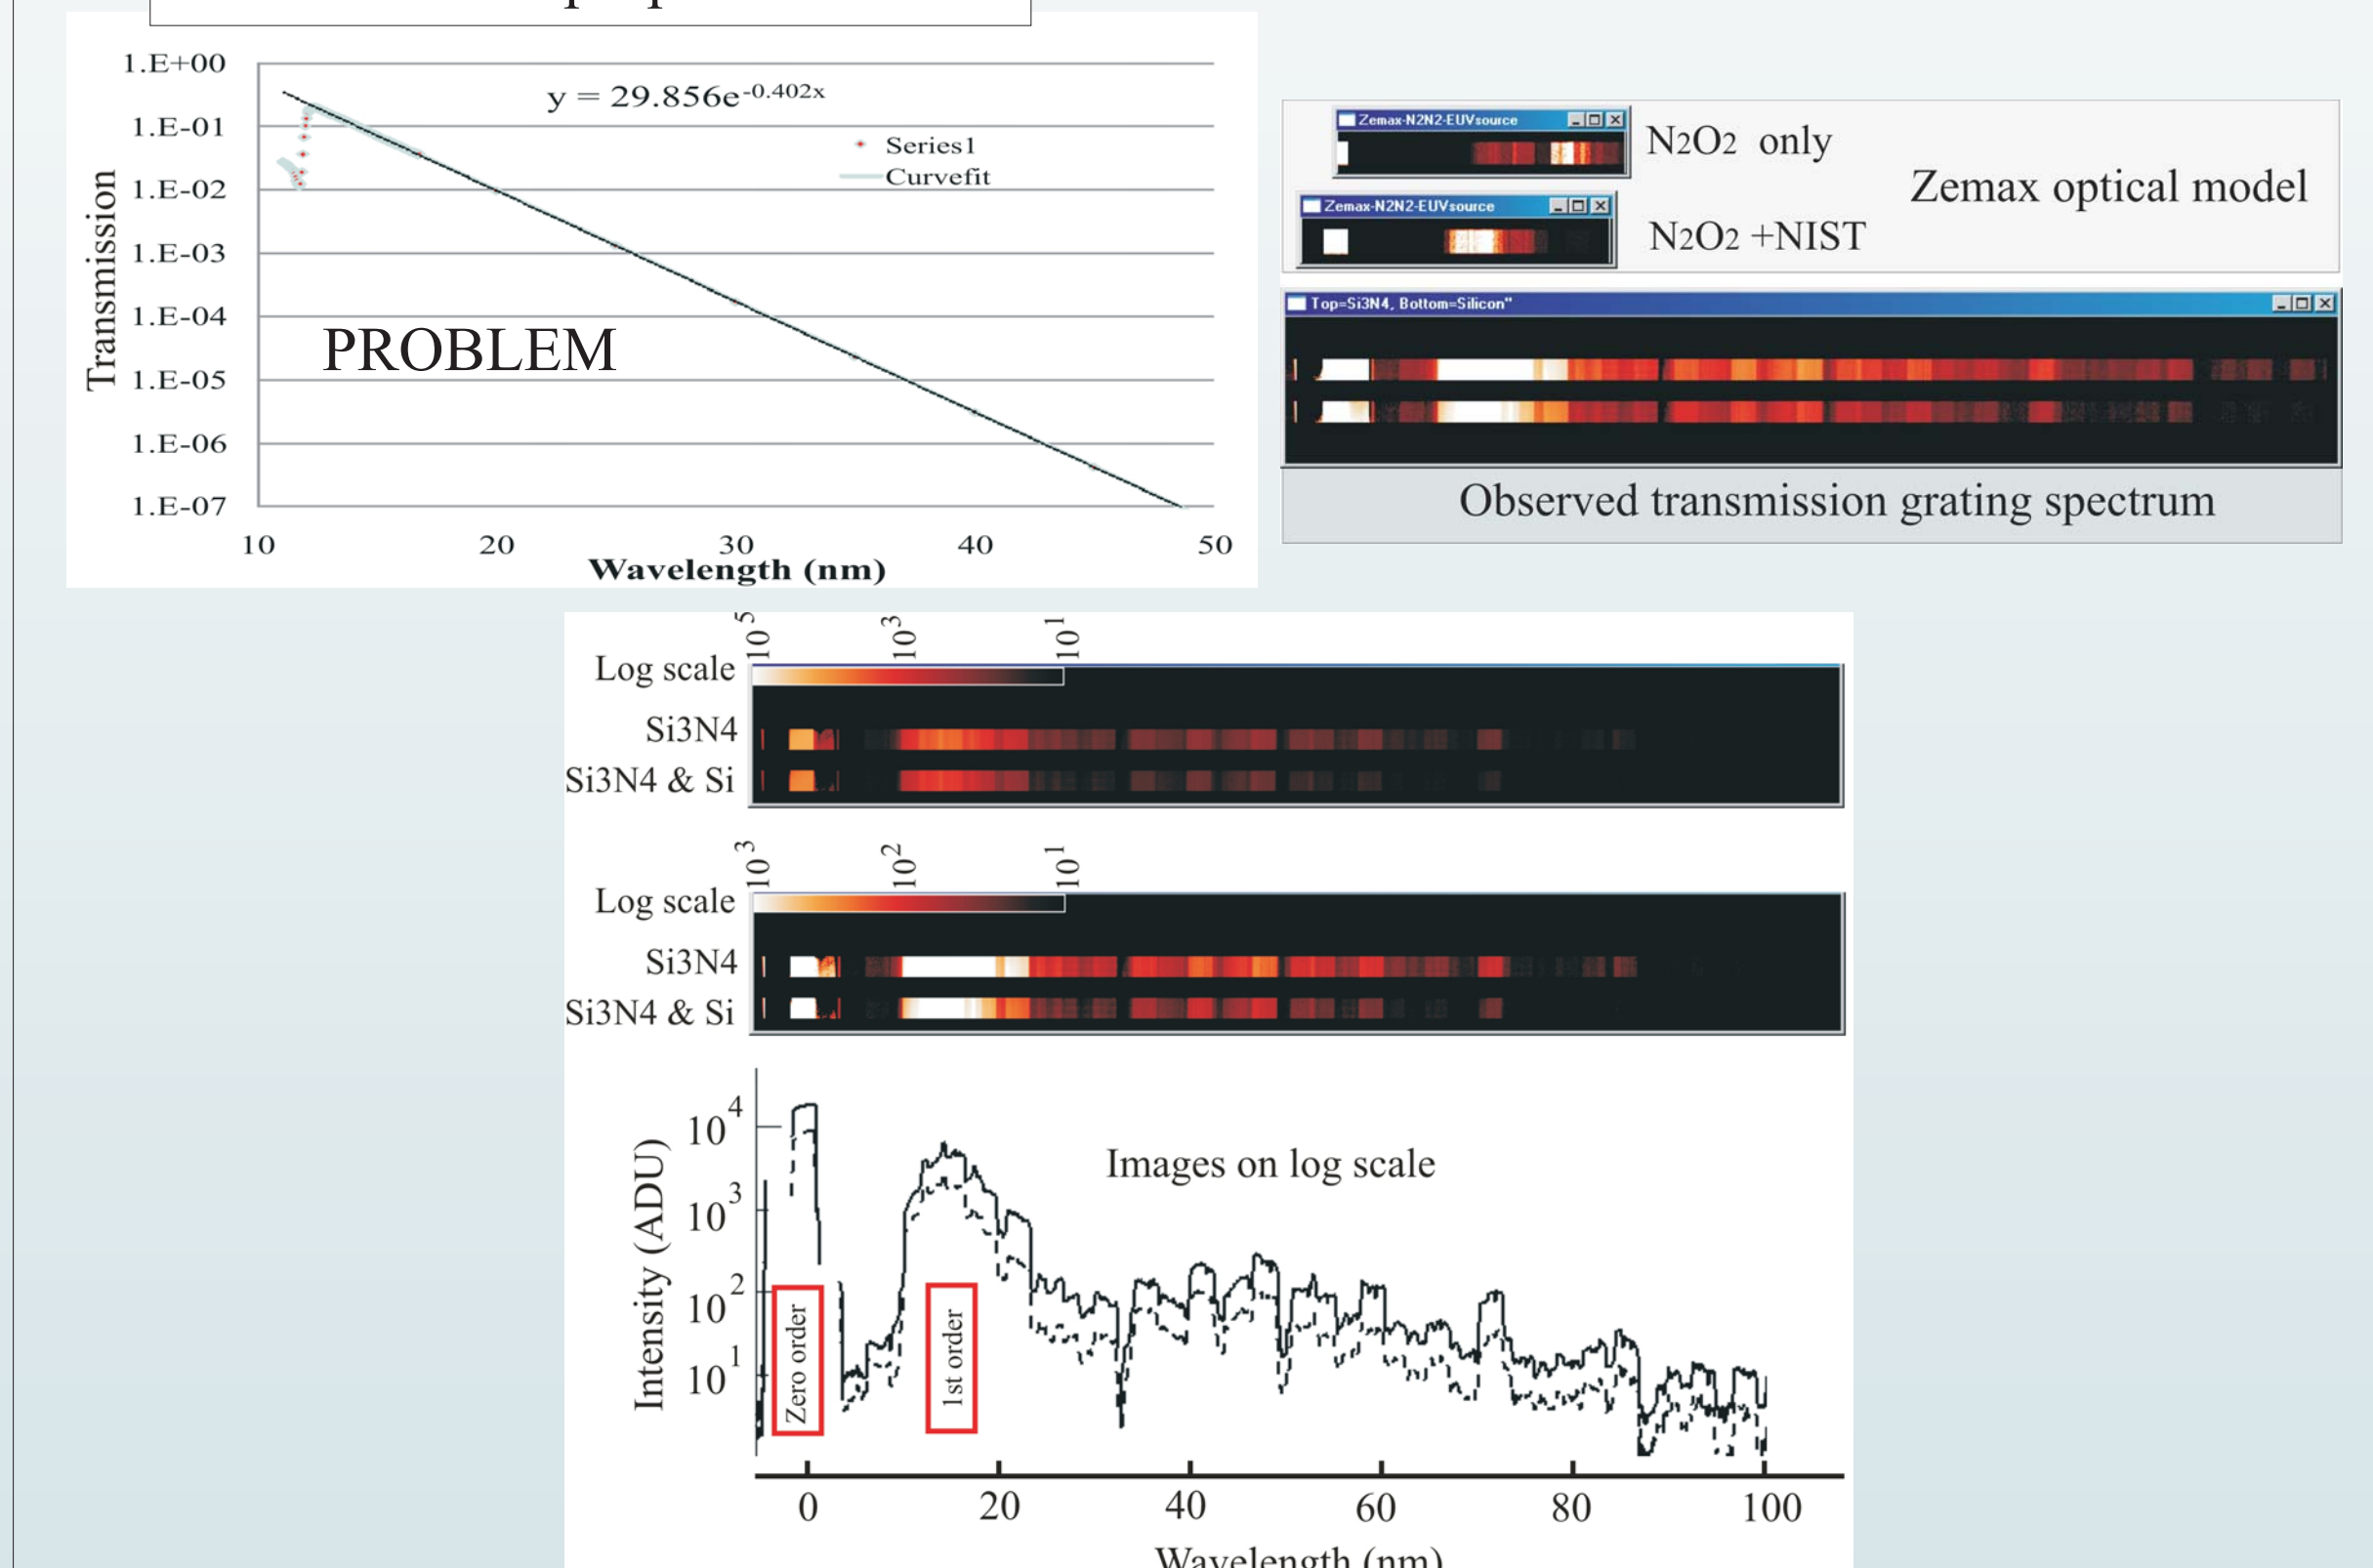 1.E+00
1.E-01
1.E-02
1.E-03
1.E-04
1.E-05
1.E-06
1.E-07
Transmission
y = 29.856e^-0.402x
Series1
Curvefit
PROBLEM
10 20 30 40 50
Wavelength (nm)
Zemax-N2N2-EUVsource
N2O2 only
Zemax optical model
Zemax-N2N2-EUVsource
N2O2 +NIST
Top=Si3N4, Bottom=Silicon"
Observed transmission grating spectrum
10^5 10^3 10^1
Log scale
Si3N4
Si3N4 & Si
10^3 10^2 10^1
Log scale
Si3N4
Si3N4 & Si
10^4
10^3
10^2
10^1
Intensity (ADU)
Images on log scale
Zero order
1st order
0 20 40 60 80 100
Wavelength (nm)